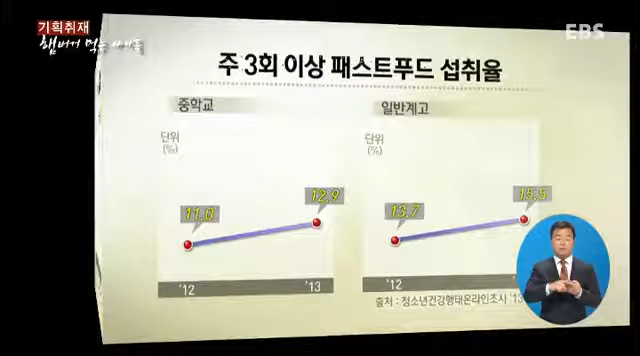 기획취재
햄버거 먹는 아이들
EBS
주 3회 이상 패스트푸드 섭취율
중학교
단위
(%)
11.0
12.9
'12
'13
일반계고
단위
(%)
13.7
15.5
'12
출처 : 청소년건강행태온라인조사 '13